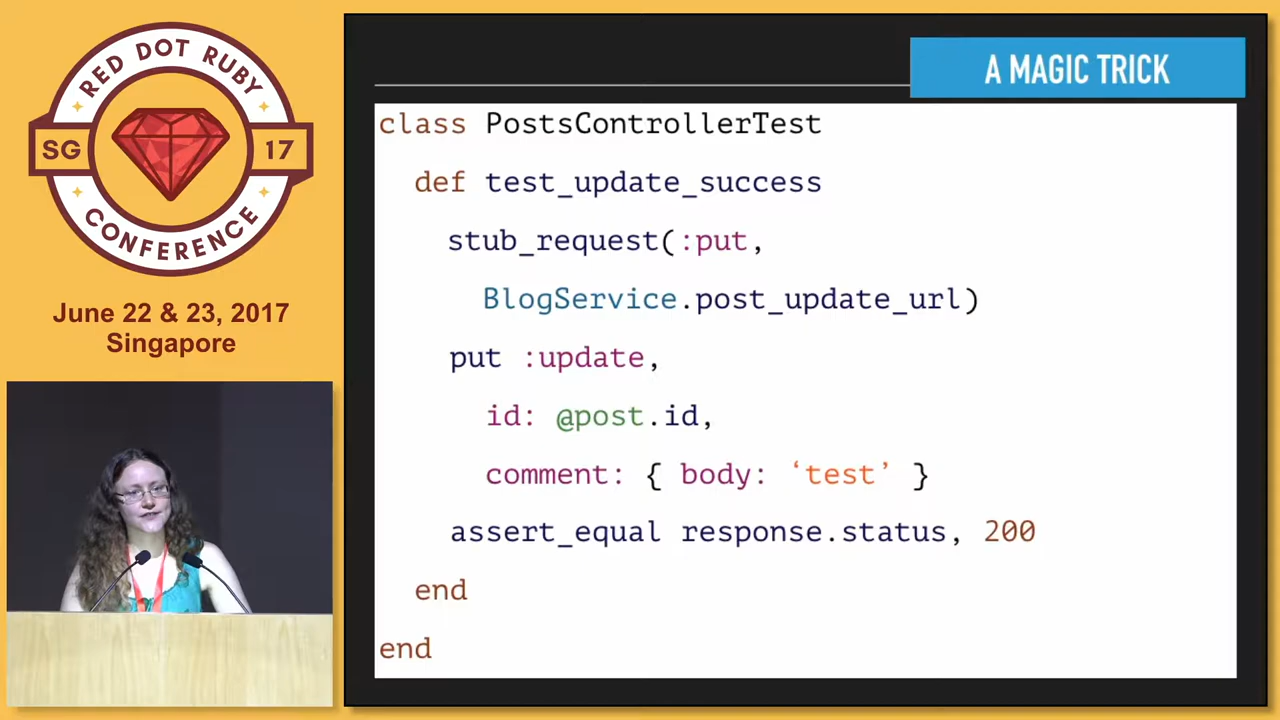 RED DOT RUBY
SG 17
CONFERENCE
June 22 & 23, 2017
Singapore
A MAGIC TRICK
class PostsControllerTest
def test_update_success
stub_request(:put,
BlogService.post_update_url)
put :update,
id: @post.id,
comment: { body: ‘test’ }
assert_equal response.status, 200
end
end